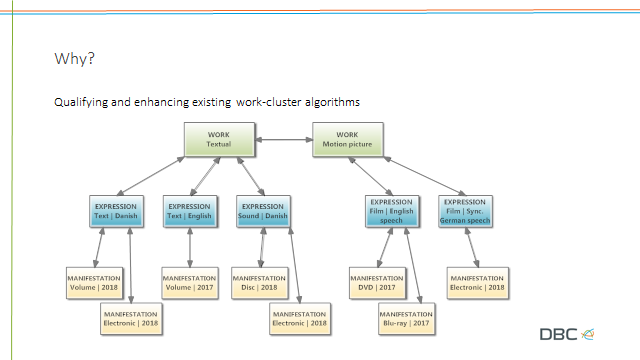 Why?
Qualifying and enhancing existing work-cluster algorithms
WORK
Textual
WORK
Motion picture
EXPRESSION
Text | Danish
EXPRESSION
Text | English
EXPRESSION
Sound | Danish
EXPRESSION
Film | English
speech
EXPRESSION
Film | Sync.
German speech
MANIFESTATION
Volume | 2018
MANIFESTATION
Volume | 2017
MANIFESTATION
Disc | 2018
MANIFESTATION
DVD | 2017
MANIFESTATION
Electronic | 2018
MANIFESTATION
Electronic | 2018
MANIFESTATION
Electronic | 2018
MANIFESTATION
Blu-ray | 2017
DBC